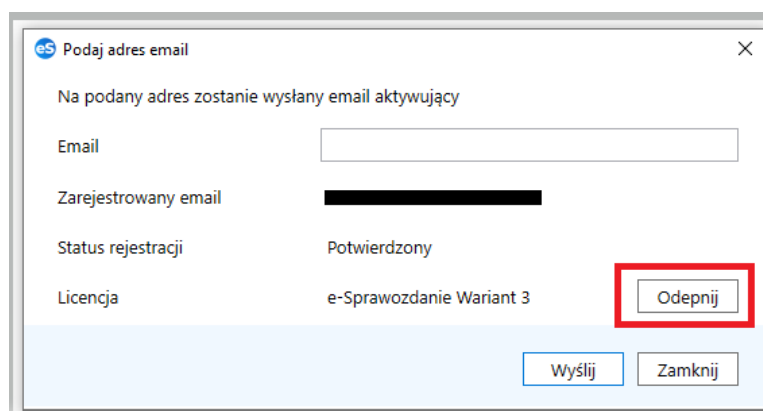 eS Podaj adres email
Na podany adres zostanie wysłany email aktywujący
Email
Zarejestrowany email
Status rejestracji Potwierdzony
Licencja e-Sprawozdanie Wariant 3 Odepnij
Wyślij Zamknij